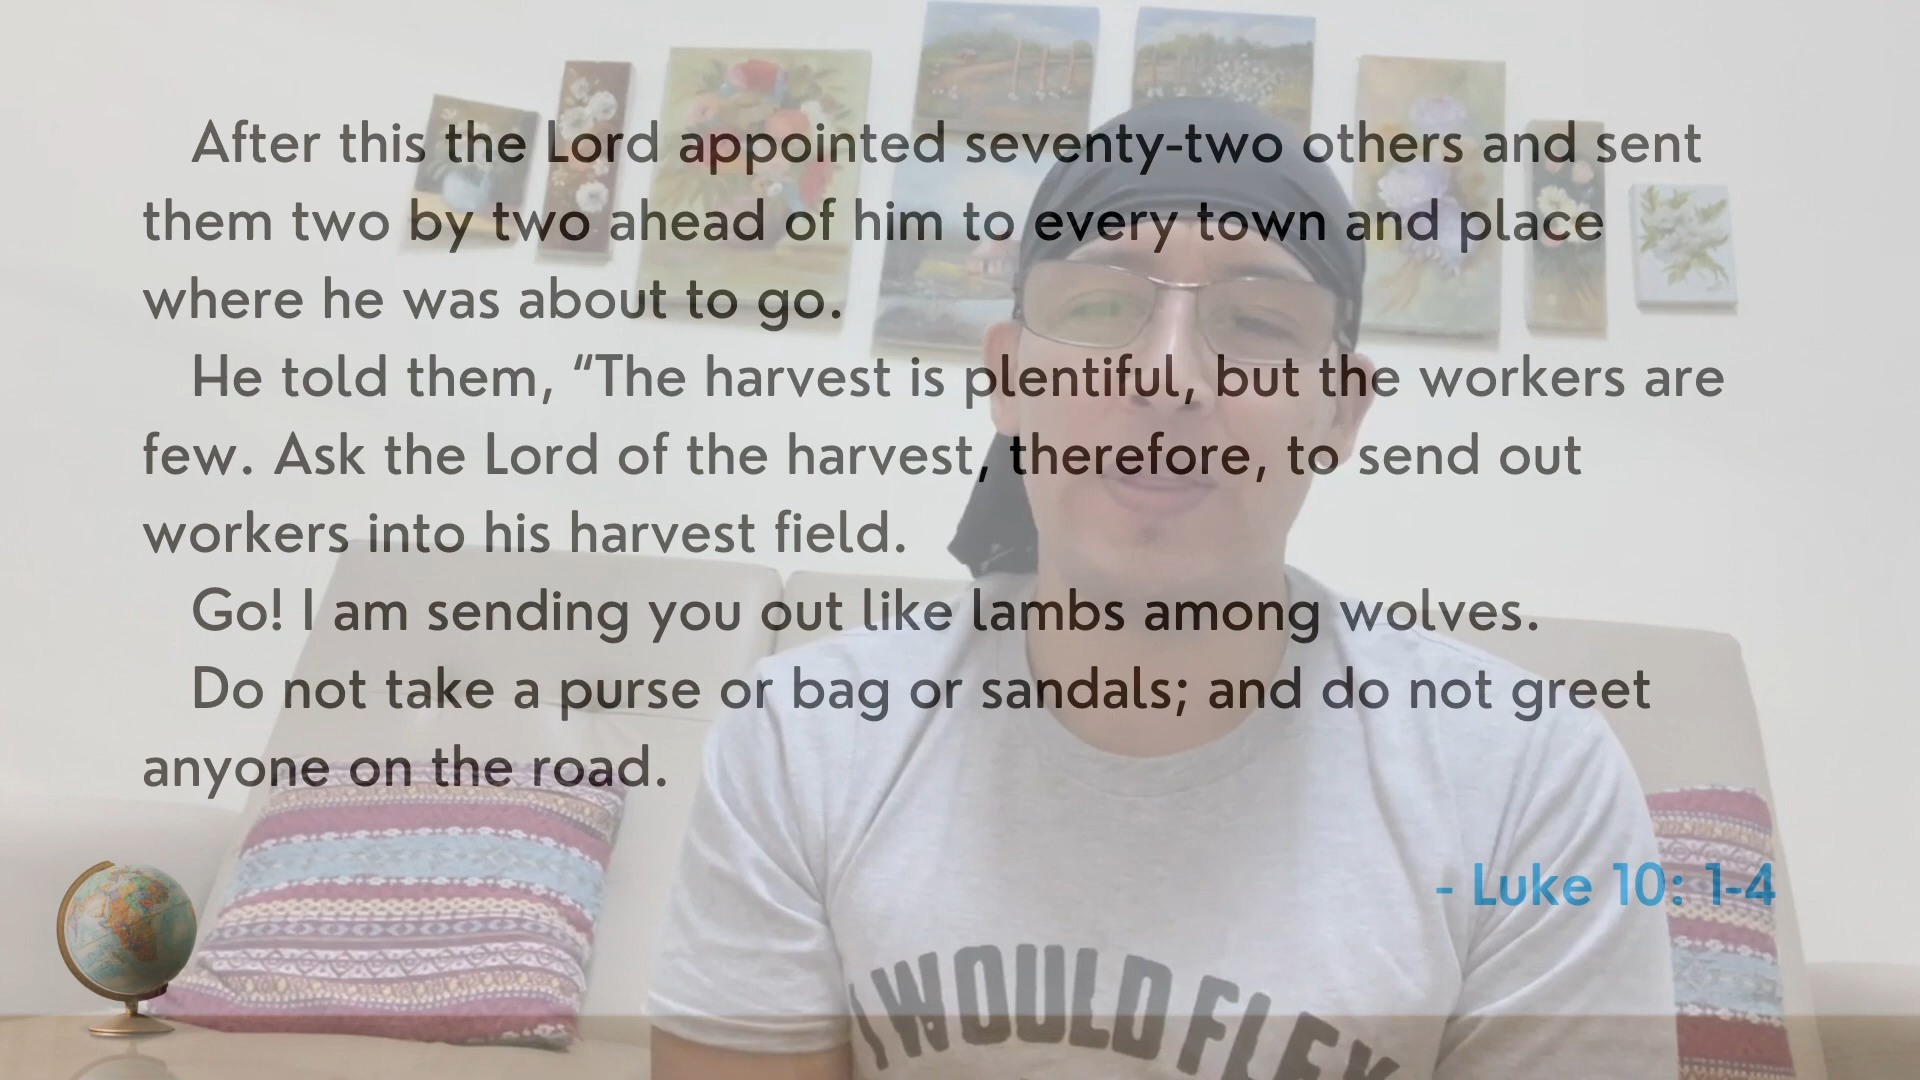 After this the Lord appointed seventy-two others and sent
them two by two ahead of him to every town and place
where he was about to go.
He told them, “The harvest is plentiful, but the workers are
few. Ask the Lord of the harvest, therefore, to send out
workers into his harvest field.
Go! I am sending you out like lambs among wolves.
Do not take a purse or bag or sandals; and do not greet
anyone on the road.
- Luke 10: 1-4
I WOULD FLEX